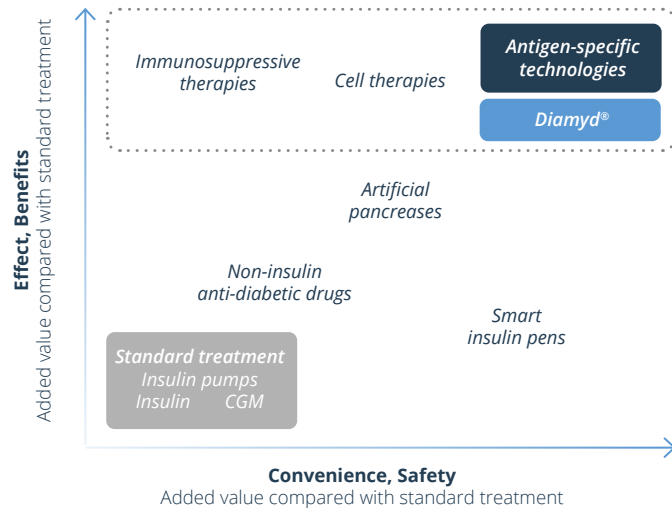 Immunosuppressive
therapies
Cell therapies
Antigen-specific
technologies
Diamyd®
Artificial
pancreases
Non-insulin
anti-diabetic drugs
Smart
insulin pens
Standard treatment
Insulin pumps
Insulin CGM
Effect, Benefits
Added value compared with standard treatment
Convenience, Safety
Added value compared with standard treatment